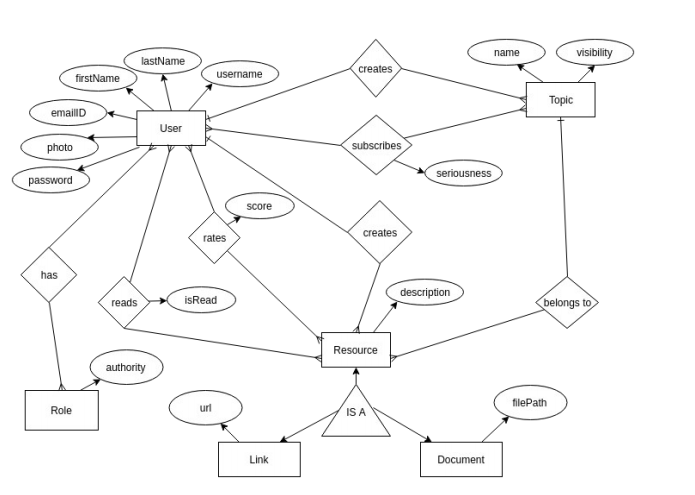 lastName
name
visibility
firstName
username
creates
Topic
emailID
User
photo
subscribes
seriousness
password
score
rates
creates
has
reads
isRead
description
belongs to
Resource
authority
Role
url
IS A
filePath
Link
Document